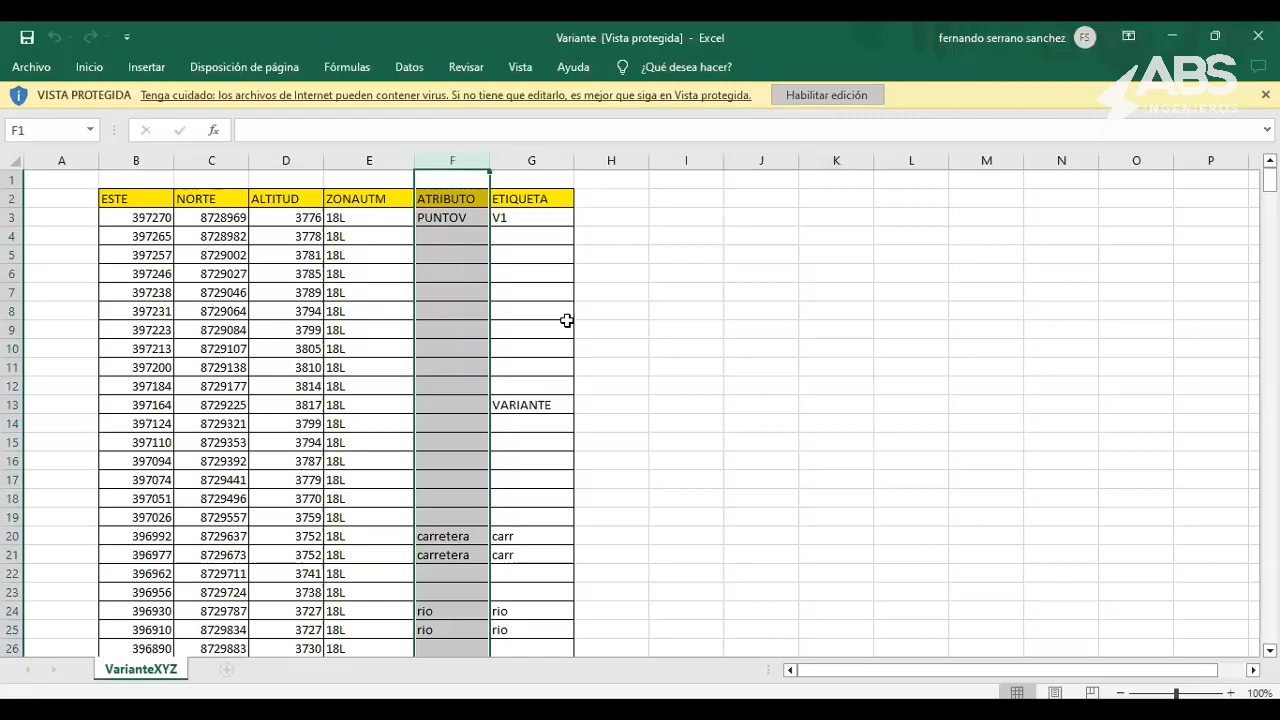 Variante [Vista protegida] - Excel
fernando serrano sanchez FS
Archivo Inicio Insertar Disposición de página Fórmulas Datos Revisar Vista Ayuda ¿Qué desea hacer?
ABS
INGENIEROS
VISTA PROTEGIDA Tenga cuidado: los archivos de Internet pueden contener virus. Si no tiene que editarlo, es mejor que siga en Vista protegida. Habilitar edición
F1 fx
A B C D E F G H I J K L M N O P
1
2 ESTE NORTE ALTITUD ZONAUTM ATRIBUTO ETIQUETA
3 397270 8728969 3776 18L PUNTOV V1
4 397265 8728982 3778 18L
5 397257 8729002 3781 18L
6 397246 8729027 3785 18L
7 397238 8729046 3789 18L
8 397231 8729064 3794 18L
9 397223 8729084 3799 18L
10 397213 8729107 3805 18L
11 397200 8729138 3810 18L
12 397184 8729177 3814 18L
13 397164 8729225 3817 18L VARIANTE
14 397124 8729321 3799 18L
15 397110 8729353 3794 18L
16 397094 8729392 3787 18L
17 397074 8729441 3779 18L
18 397051 8729496 3770 18L
19 397026 8729557 3759 18L
20 396992 8729637 3752 18L carretera carr
21 396977 8729673 3752 18L carretera carr
22 396962 8729711 3741 18L
23 396956 8729724 3738 18L
24 396930 8729787 3727 18L rio rio
25 396910 8729834 3727 18L rio rio
26 396890 8729883 3730 18L
VarianteXYZ
100%